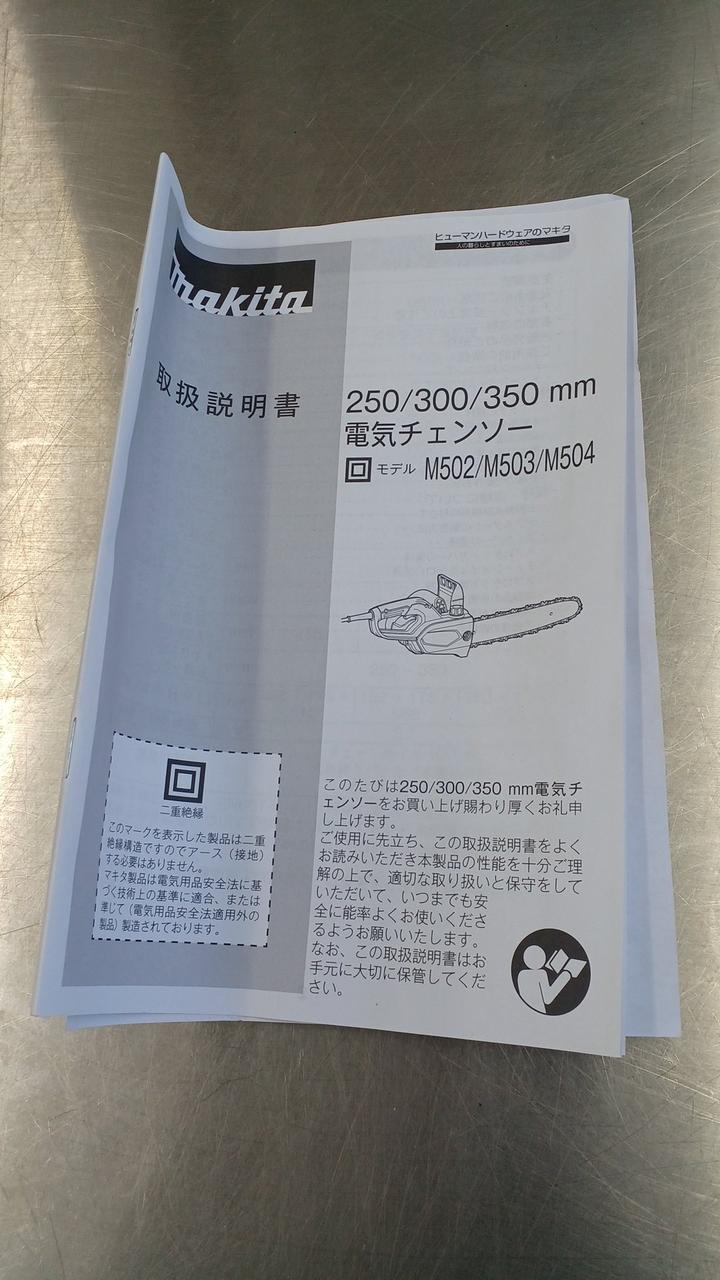 ヒューマンハードウェアのマキタ
人の暮らしとすまいのために
makita
取扱説明書
250/300/350 mm
電気チェンソー
モデル M502/M503/M504
二重絶縁
このマークを表示した製品は二重
絶縁構造ですのでアース（接地）
する必要はありません。
マキタ製品は電気用品安全法に基
づく技術上の基準に適合、または
準じて（電気用品安全法適用外の
製品）製造されております。
このたびは250/300/350 mm電気チ
ェンソーをお買い上げ賜わり厚くお礼申
し上げます。
ご使用に先立ち、この取扱説明書をよく
お読みいただき本製品の性能を十分ご理
解の上で、適切な取り扱いと保守をして
いただいて、いつまでも安
全に能率よくお使いくださ
るようお願いいたします。
なお、この取扱説明書はお
手元に大切に保管してくだ
さい。